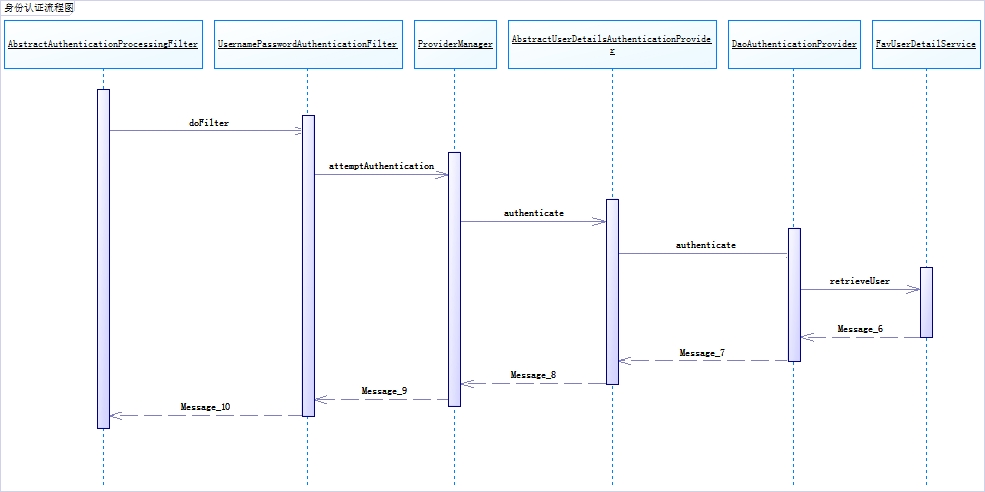 身份认证流程图
AbstractAuthenticationProcessingFilter
UsernamePasswordAuthenticationFilter
ProviderManager
AbstractUserDetailsAuthenticationProvide
r
DaoAuthenticationProvider
FavUserDetailService
doFilter
attemptAuthentication
authenticate
authenticate
retrieveUser
Message_6
Message_7
Message_8
Message_9
Message_10